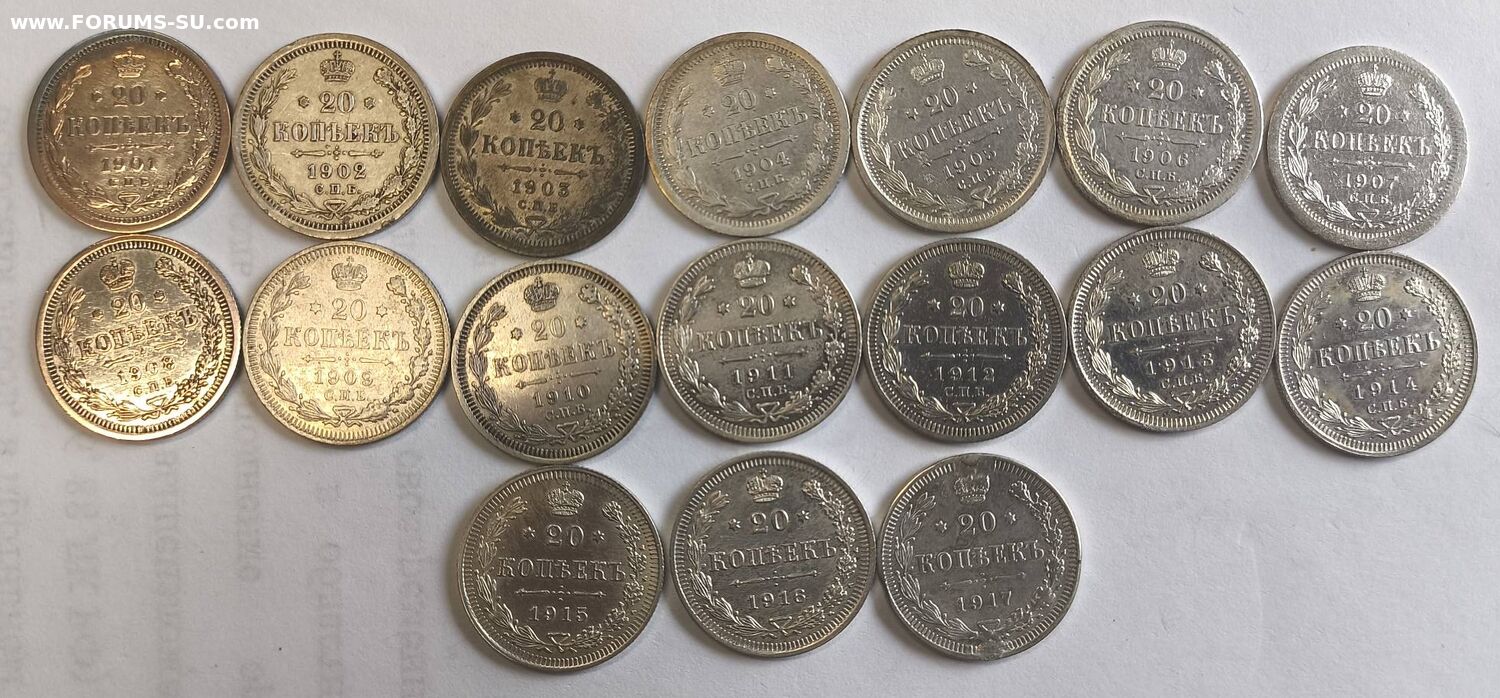 www.FORUMS-SU.com
20
КОПѢЕКЪ
1901
С.П.Б.
20
КОПѢЕКЪ
1902
С.П.Б.
20
КОПѢЕКЪ
1903
С.П.Б.
20
КОПѢЕКЪ
1904
С.П.Б.
20
КОПѢЕКЪ
1905
С.П.Б.
20
КОПѢЕКЪ
1906
С.П.Б.
20
КОПѢЕКЪ
1907
С.П.Б.
20
КОПѢЕКЪ
1908
С.П.Б.
20
КОПѢЕКЪ
1909
С.П.Б.
20
КОПѢЕКЪ
1910
С.П.Б.
20
КОПѢЕКЪ
1911
С.П.Б.
20
КОПѢЕКЪ
1912
С.П.Б.
20
КОПѢЕКЪ
1913
С.П.Б.
20
КОПѢЕКЪ
1914
С.П.Б.
20
КОПѢЕКЪ
1915
20
КОПѢЕКЪ
1916
20
КОПѢЕКЪ
1917